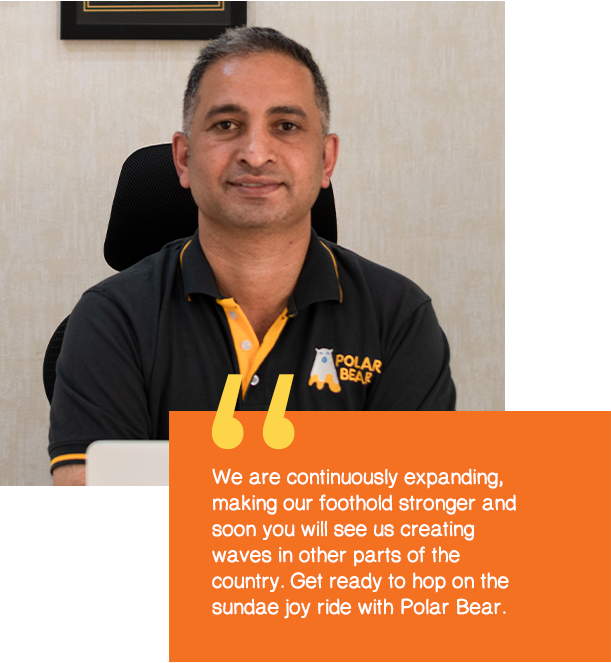 POLAR
BEAR
We are continuously expanding,
making our foothold stronger and
soon you will see us creating
waves in other parts of the
country. Get ready to hop on the
sundae joy ride with Polar Bear.